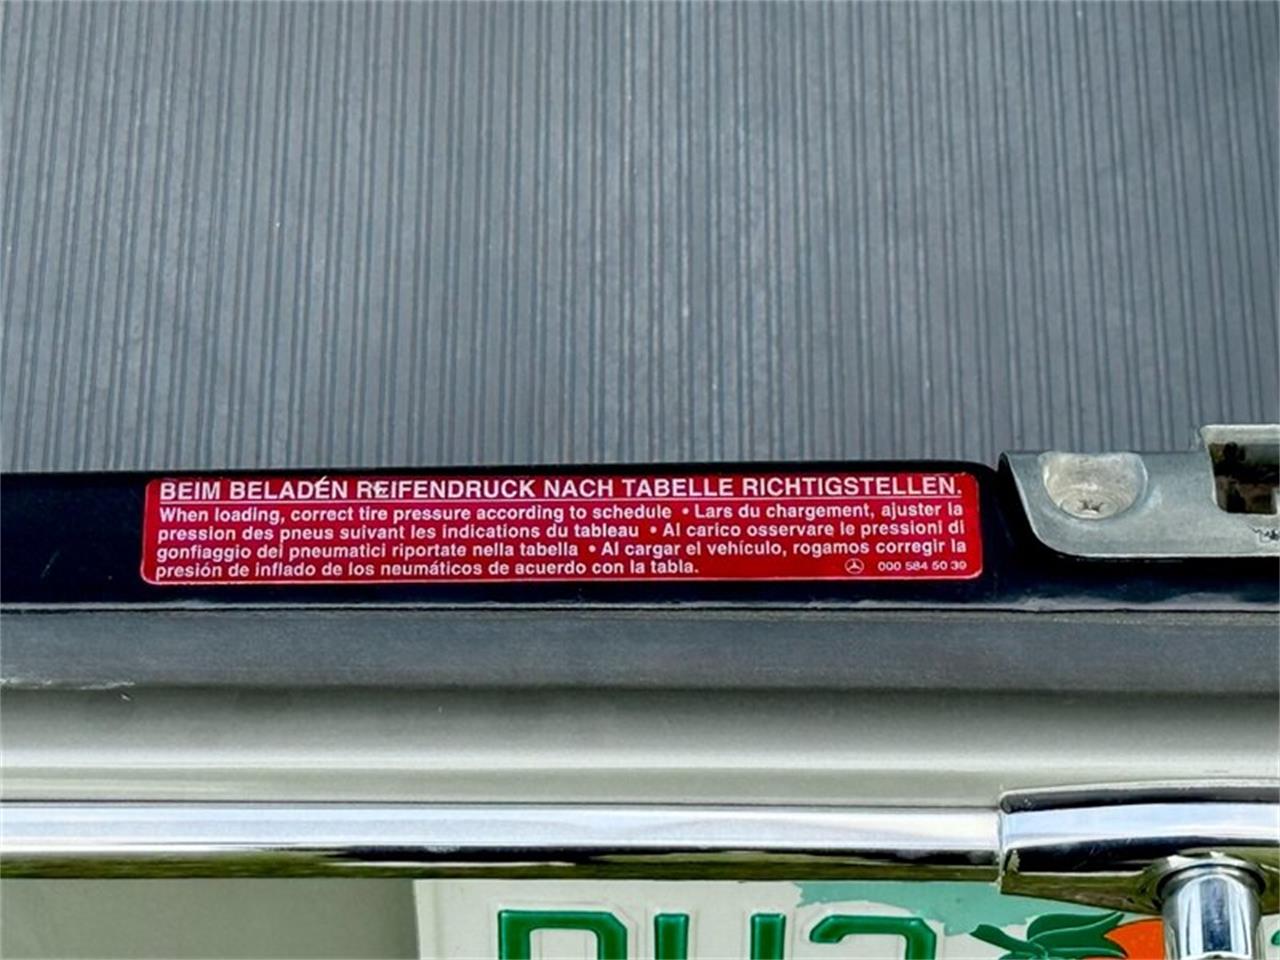 BEIM BELADEN REIFENDRUCK NACH TABELLE RICHTIGSTELLEN.
When loading, correct tire pressure according to schedule • Lars du chargement, ajuster la
pression des pneus suivant les indications du tableau • Al carico osservare le pressioni di
gonfiaggio dei pneumatici riportate nella tabella • Al cargar el vehículo, rogamos corregir la
presión de inflado de los neumáticos de acuerdo con la tabla. 000 584 50 39